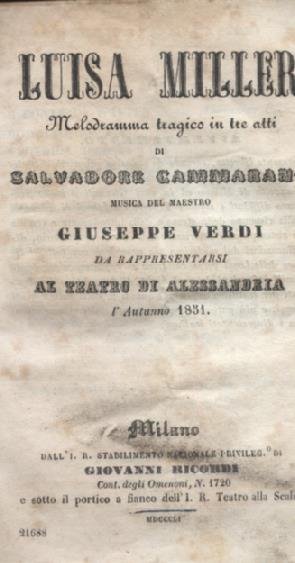 LUISA MILLER
Melodramma tragico in tre atti
DI
SALVADORE CAMMARAN
MUSICA DEL MAESTRO
GIUSEPPE VERDI
DA RAPPRESENTARSI
AL TEATRO DI ALESSANDRIA
l' Autunno 1851.
Milano
DALL' I. R. STABILIMENTO NAZIONALE PRIVILEG.º DI
GIOVANNI RICORDI
Cont. degli Omenoni, N. 1720
e sotto il portico a fianco dell'I. R. Teatro alla Scala
MDCCCLI
21688